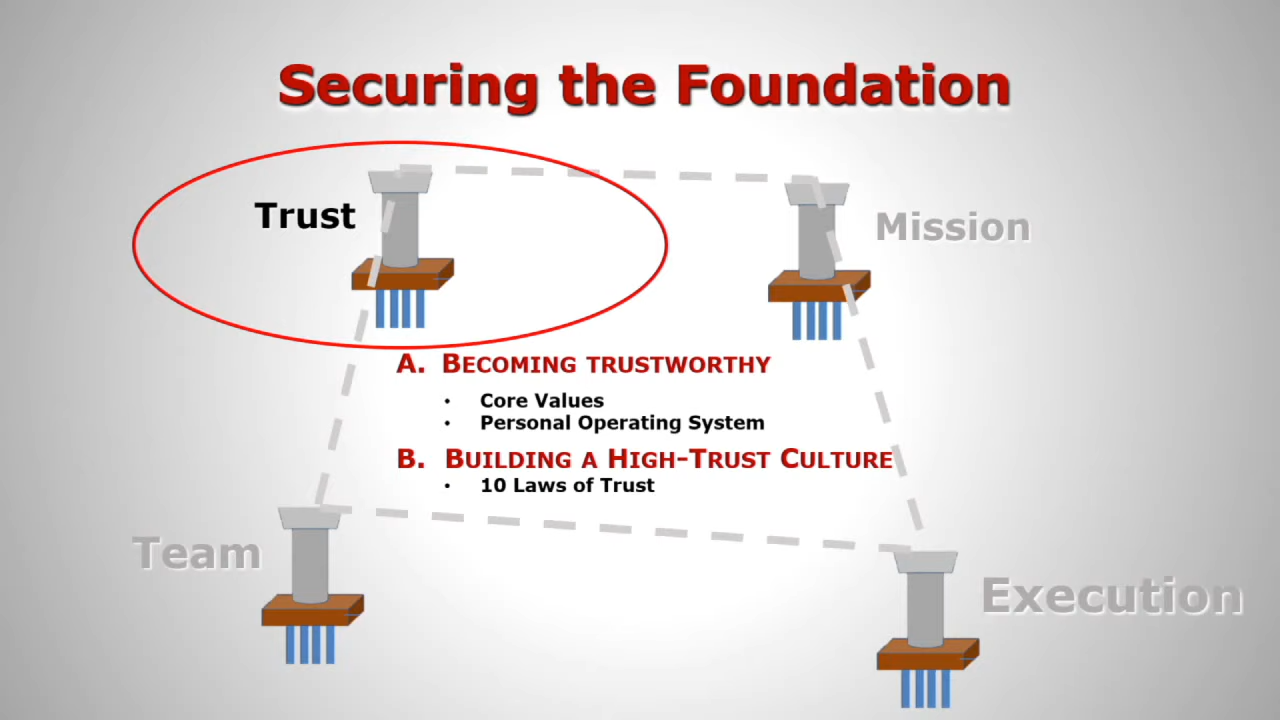 Securing the Foundation
Trust
Mission
A. Becoming trustworthy
• Core Values
• Personal Operating System
B. Building a High-Trust Culture
• 10 Laws of Trust
Team
Execution